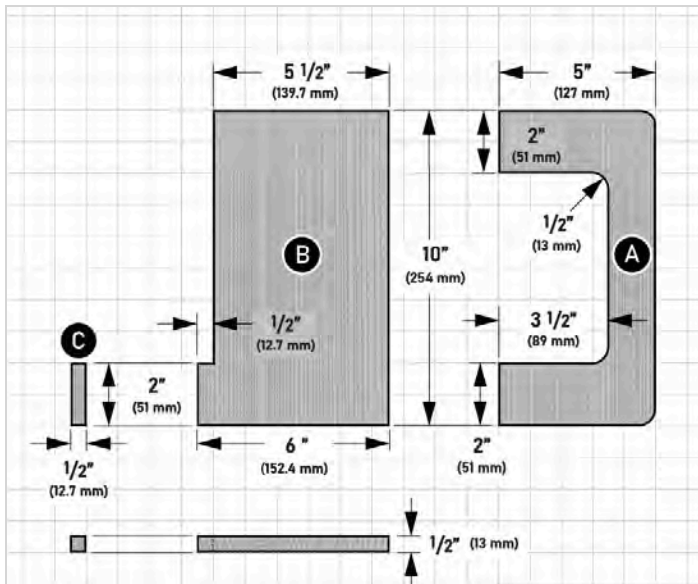 5 1/2"
(139.7 mm)
5"
(127 mm)
2"
(51 mm)
1/2"
(13 mm)
B
10"
(254 mm)
A
1/2"
(12.7 mm)
3 1/2"
(89 mm)
C
2"
(51 mm)
6 "
(152.4 mm)
2"
(51 mm)
1/2"
(12.7 mm)
1/2" (13 mm)